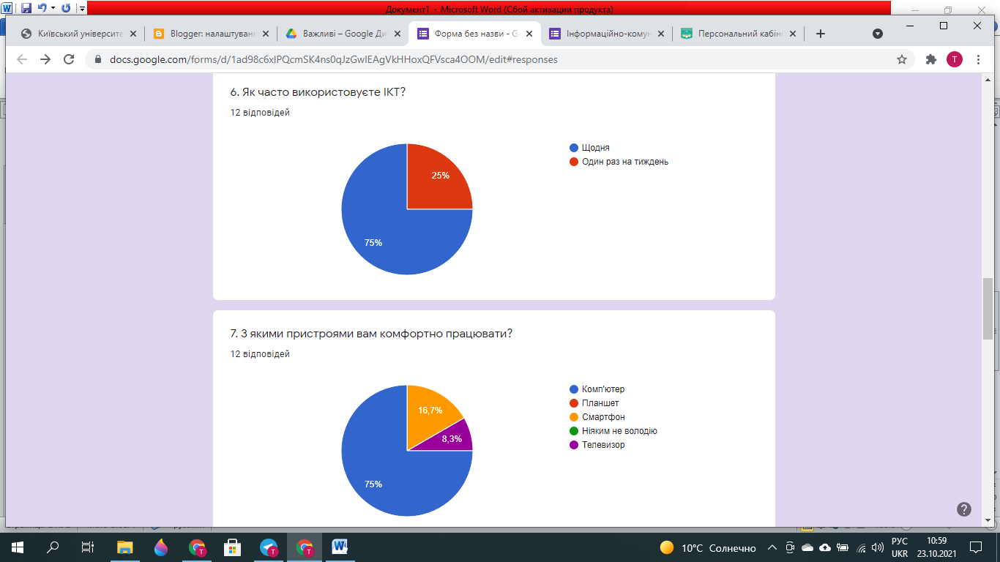 Документ1 - Microsoft Word (Сбой активации продукта)
Київський університе
Blogger: налаштуван
Важливі – Google Ди
Форма без назви - G
Інформаційно-комун
Персональний кабін
docs.google.com/forms/d/1ad98c6xlPQcmSK4ns0qJzGwlEAgVkHHoxQFVsca4OOM/edit#responses
T
6. Як часто використовуєте ІКТ?
12 відповідей
25%
75%
Щодня
Один раз на тиждень
7. З якими пристроями вам комфортно працювати?
12 відповідей
16,7%
8,3%
75%
Комп'ютер
Планшет
Смартфон
Ніяким не володію
Телевизор
10°C Солнечно
РУС
UKR
10:59
23.10.2021